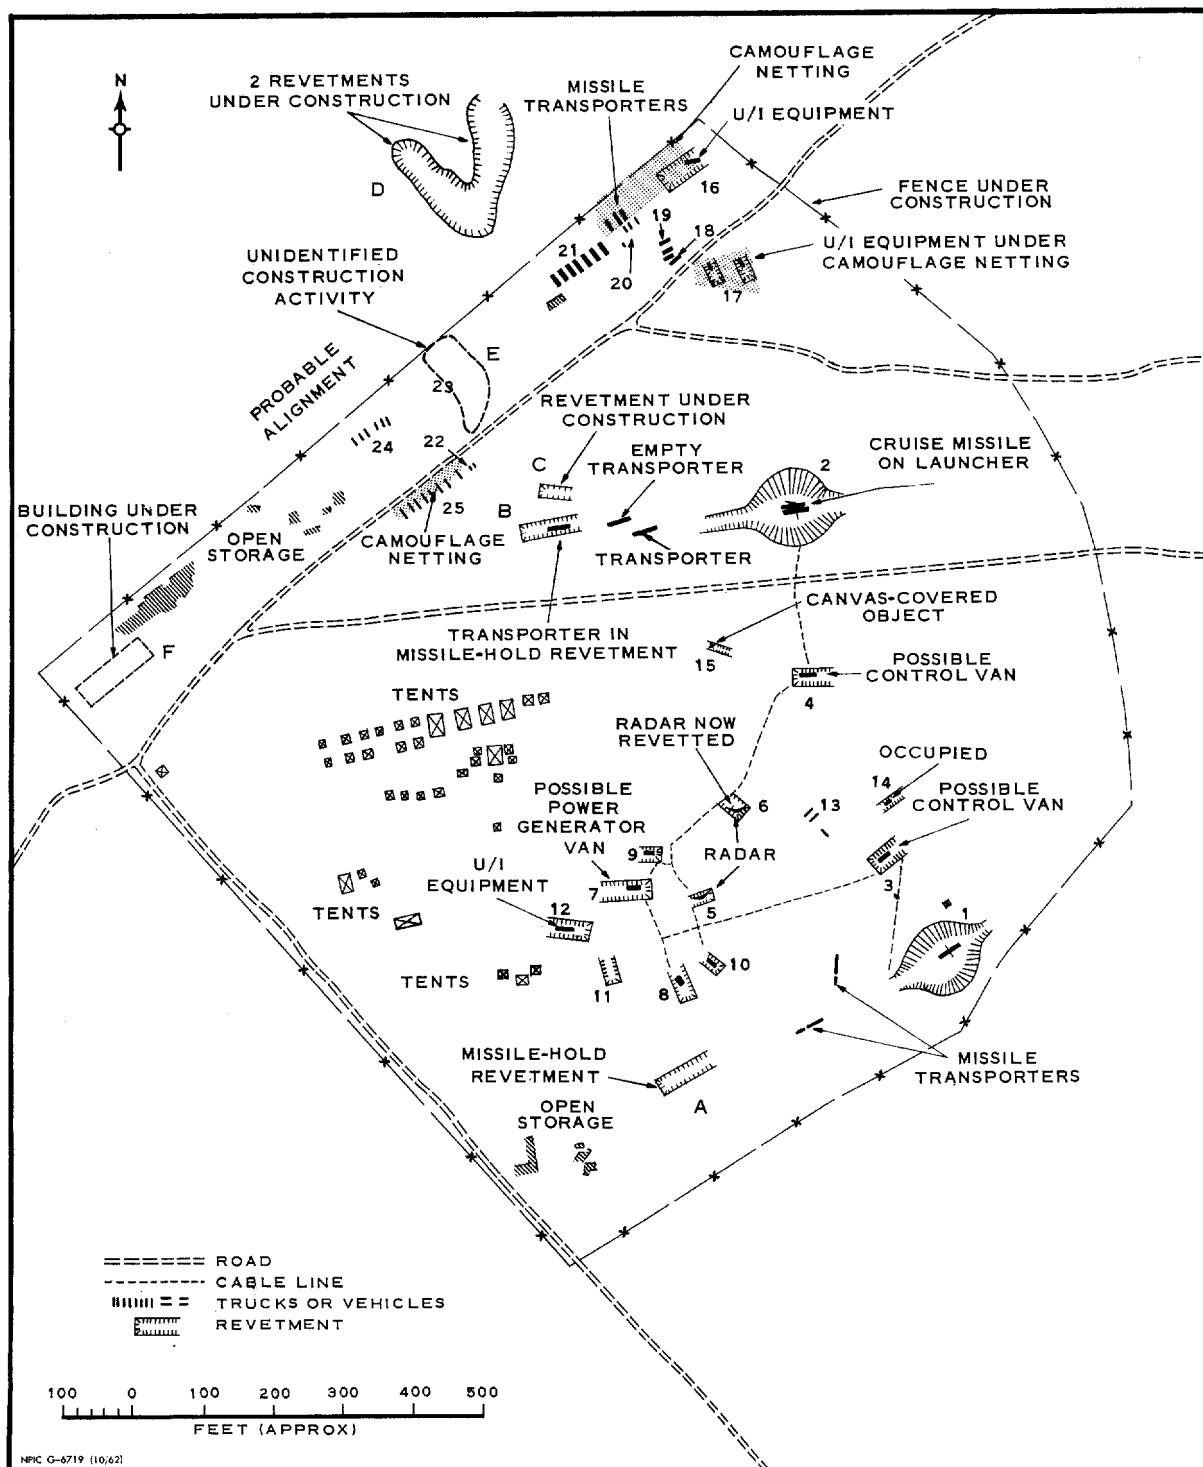 N
2 REVETMENTS
UNDER CONSTRUCTION
D
MISSILE
TRANSPORTERS
CAMOUFLAGE
NETTING
U/I EQUIPMENT
16
FENCE UNDER
CONSTRUCTION
19
18
U/I EQUIPMENT UNDER
CAMOUFLAGE NETTING
21
20
17
UNIDENTIFIED
CONSTRUCTION
ACTIVITY
E
23
PROBABLE
ALIGNMENT
24
22
25
CAMOUFLAGE
NETTING
REVETMENT UNDER
CONSTRUCTION
C
EMPTY
TRANSPORTER
B
TRANSPORTER
2
CRUISE MISSILE
ON LAUNCHER
BUILDING UNDER
CONSTRUCTION
OPEN
STORAGE
F
TRANSPORTER IN
MISSILE-HOLD REVETMENT
CANVAS-COVERED
OBJECT
15
POSSIBLE
CONTROL VAN
4
TENTS
RADAR NOW
REVETTED
6
OCCUPIED
14
13
POSSIBLE
CONTROL VAN
3
POSSIBLE
POWER
GENERATOR
VAN
9
RADAR
7
5
U/I
EQUIPMENT
12
TENTS
1
TENTS
11
8
10
MISSILE-HOLD
REVETMENT
A
MISSILE
TRANSPORTERS
OPEN
STORAGE
ROAD
CABLE LINE
TRUCKS OR VEHICLES
REVETMENT
100 0 100 200 300 400 500
FEET (APPROX)
NPIC G-6719 (10/62)